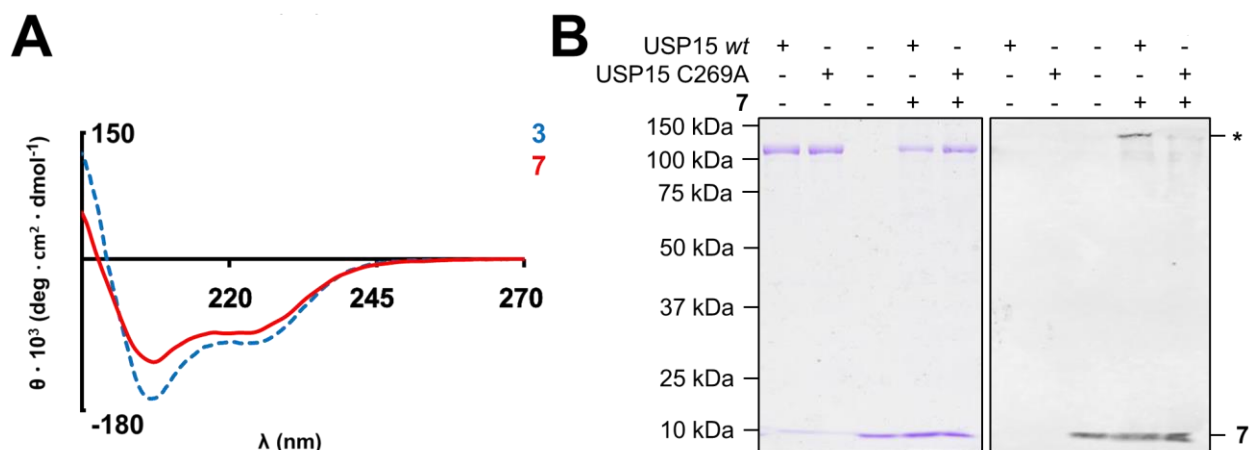 A
150
3
7
220 245 270
-180
θ · 10³ (deg · cm² · dmol⁻¹)
λ (nm)
B
USP15 wt + - - + - + - - + -
USP15 C269A - + - - + - + - - +
7 - - - + + - - - + +
150 kDa
100 kDa
75 kDa
50 kDa
37 kDa
25 kDa
10 kDa
*
7